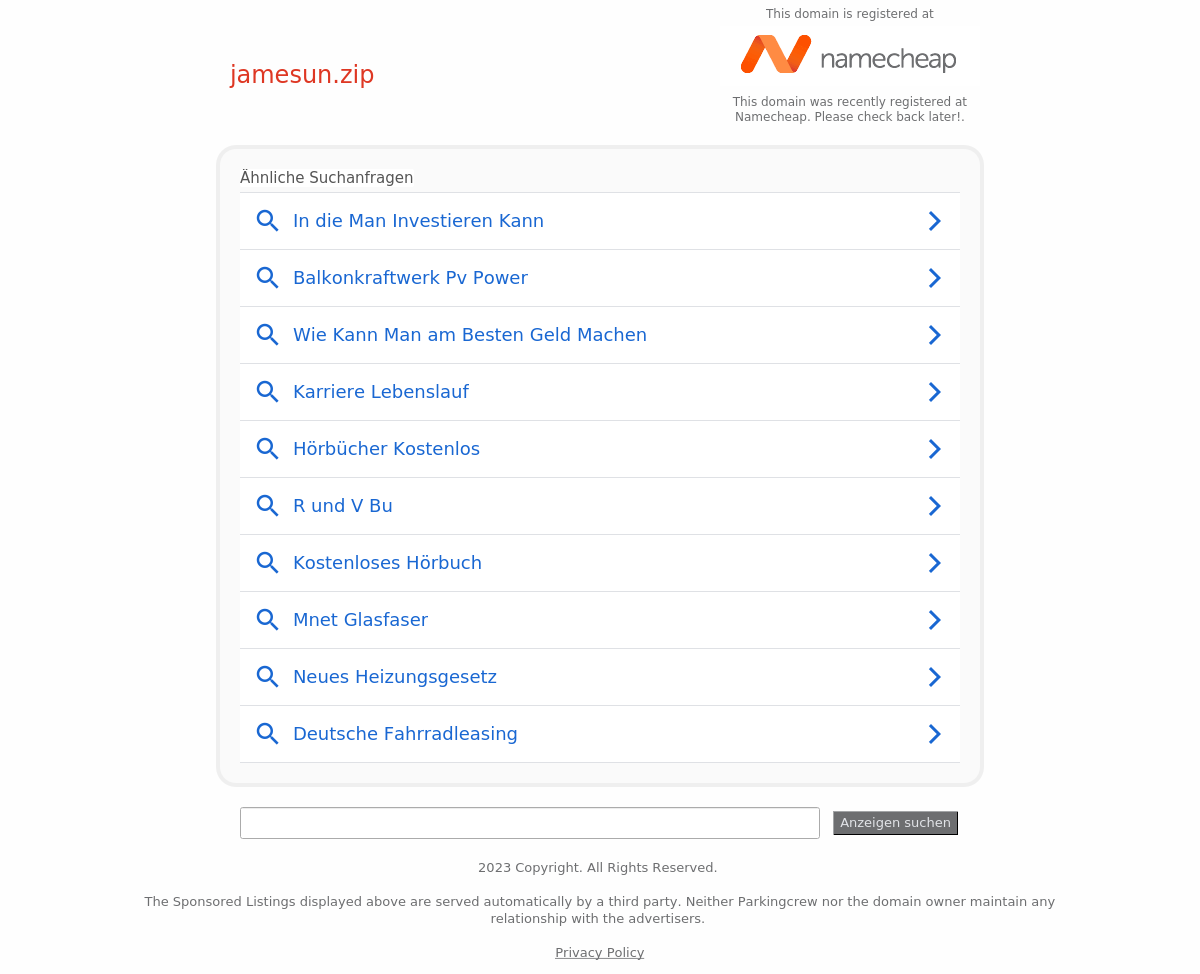 This domain is registered at
namecheap
jamesun.zip
This domain was recently registered at
Namecheap. Please check back later!.
Ähnliche Suchanfragen
In die Man Investieren Kann
Balkonkraftwerk Pv Power
Wie Kann Man am Besten Geld Machen
Karriere Lebenslauf
Hörbücher Kostenlos
R und V Bu
Kostenloses Hörbuch
Mnet Glasfaser
Neues Heizungsgesetz
Deutsche Fahrradleasing
Anzeigen suchen
2023 Copyright. All Rights Reserved.
The Sponsored Listings displayed above are served automatically by a third party. Neither Parkingcrew nor the domain owner maintain any
relationship with the advertisers.
Privacy Policy